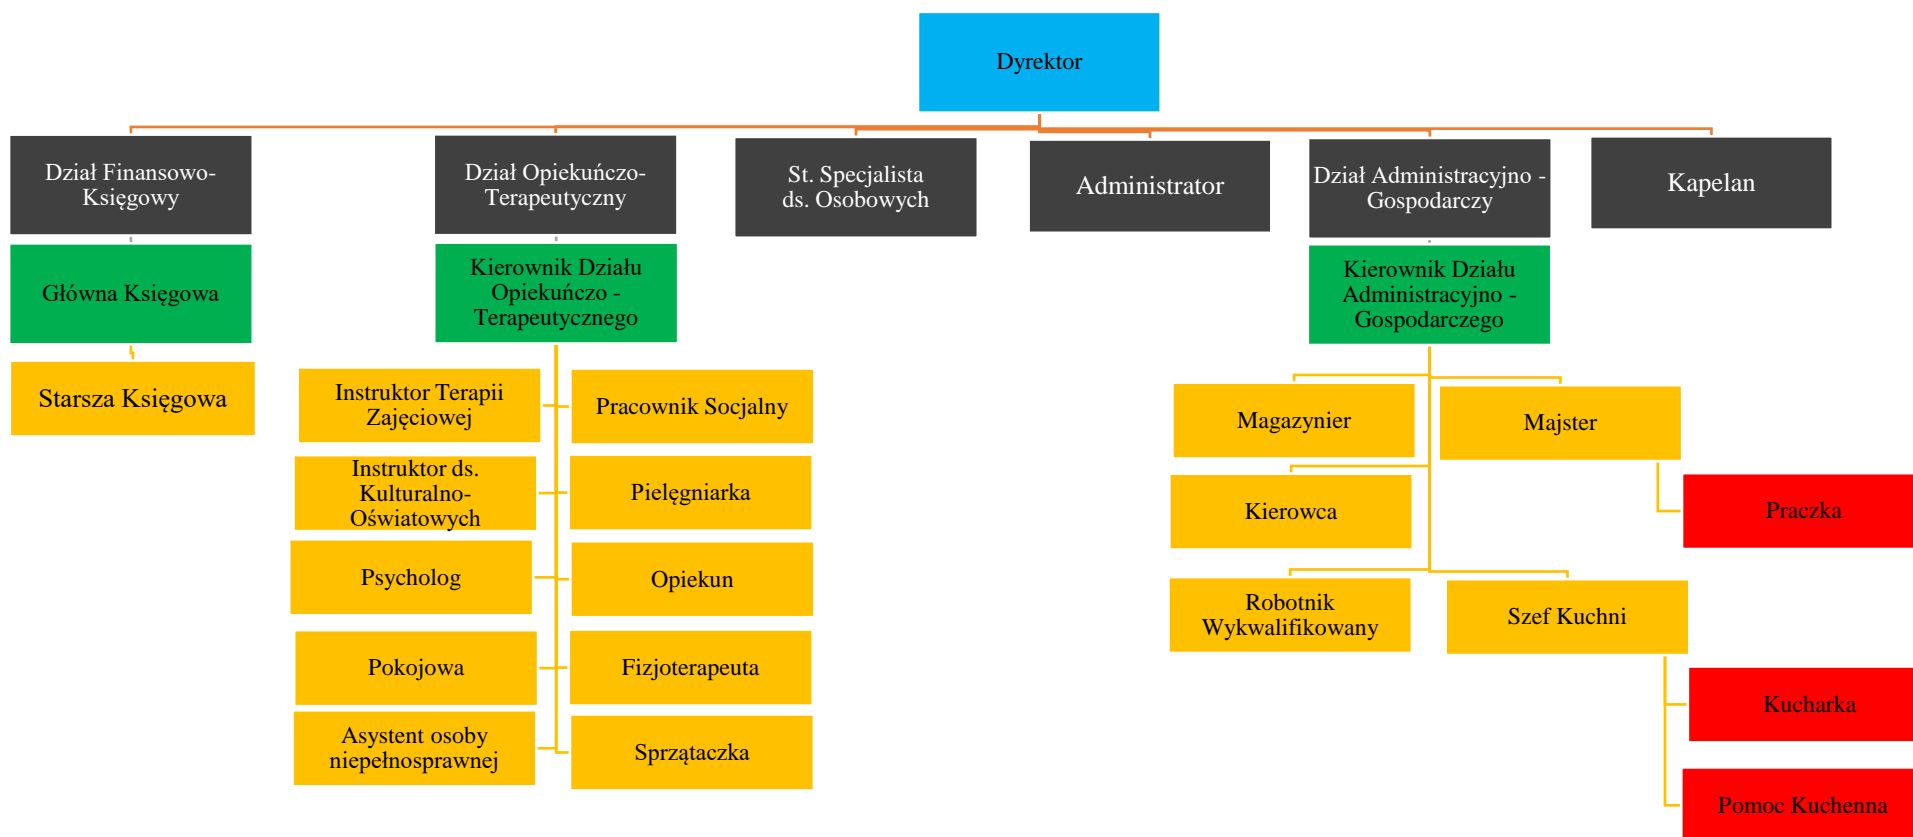 Dyrektor
Dział Finansowo-
Księgowy
Dział Opiekuńczo-
Terapeutyczny
St. Specjalista
ds. Osobowych
Administrator
Dział Administracyjno -
Gospodarczy
Kapelan
Główna Księgowa
Kierownik Działu
Opiekuńczo -
Terapeutycznego
Kierownik Działu
Administracyjno -
Gospodarczego
Starsza Księgowa
Instruktor Terapii
Zajęciowej
Pracownik Socjalny
Instruktor ds.
Kulturalno-
Oświatowych
Pielęgniarka
Psycholog
Opiekun
Pokojowa
Fizjoterapeuta
Asystent osoby
niepełnosprawnej
Sprzątaczka
Magazynier
Majster
Kierowca
Praczka
Robotnik
Wykwalifikowany
Szef Kuchni
Kucharka
Pomoc Kuchenna